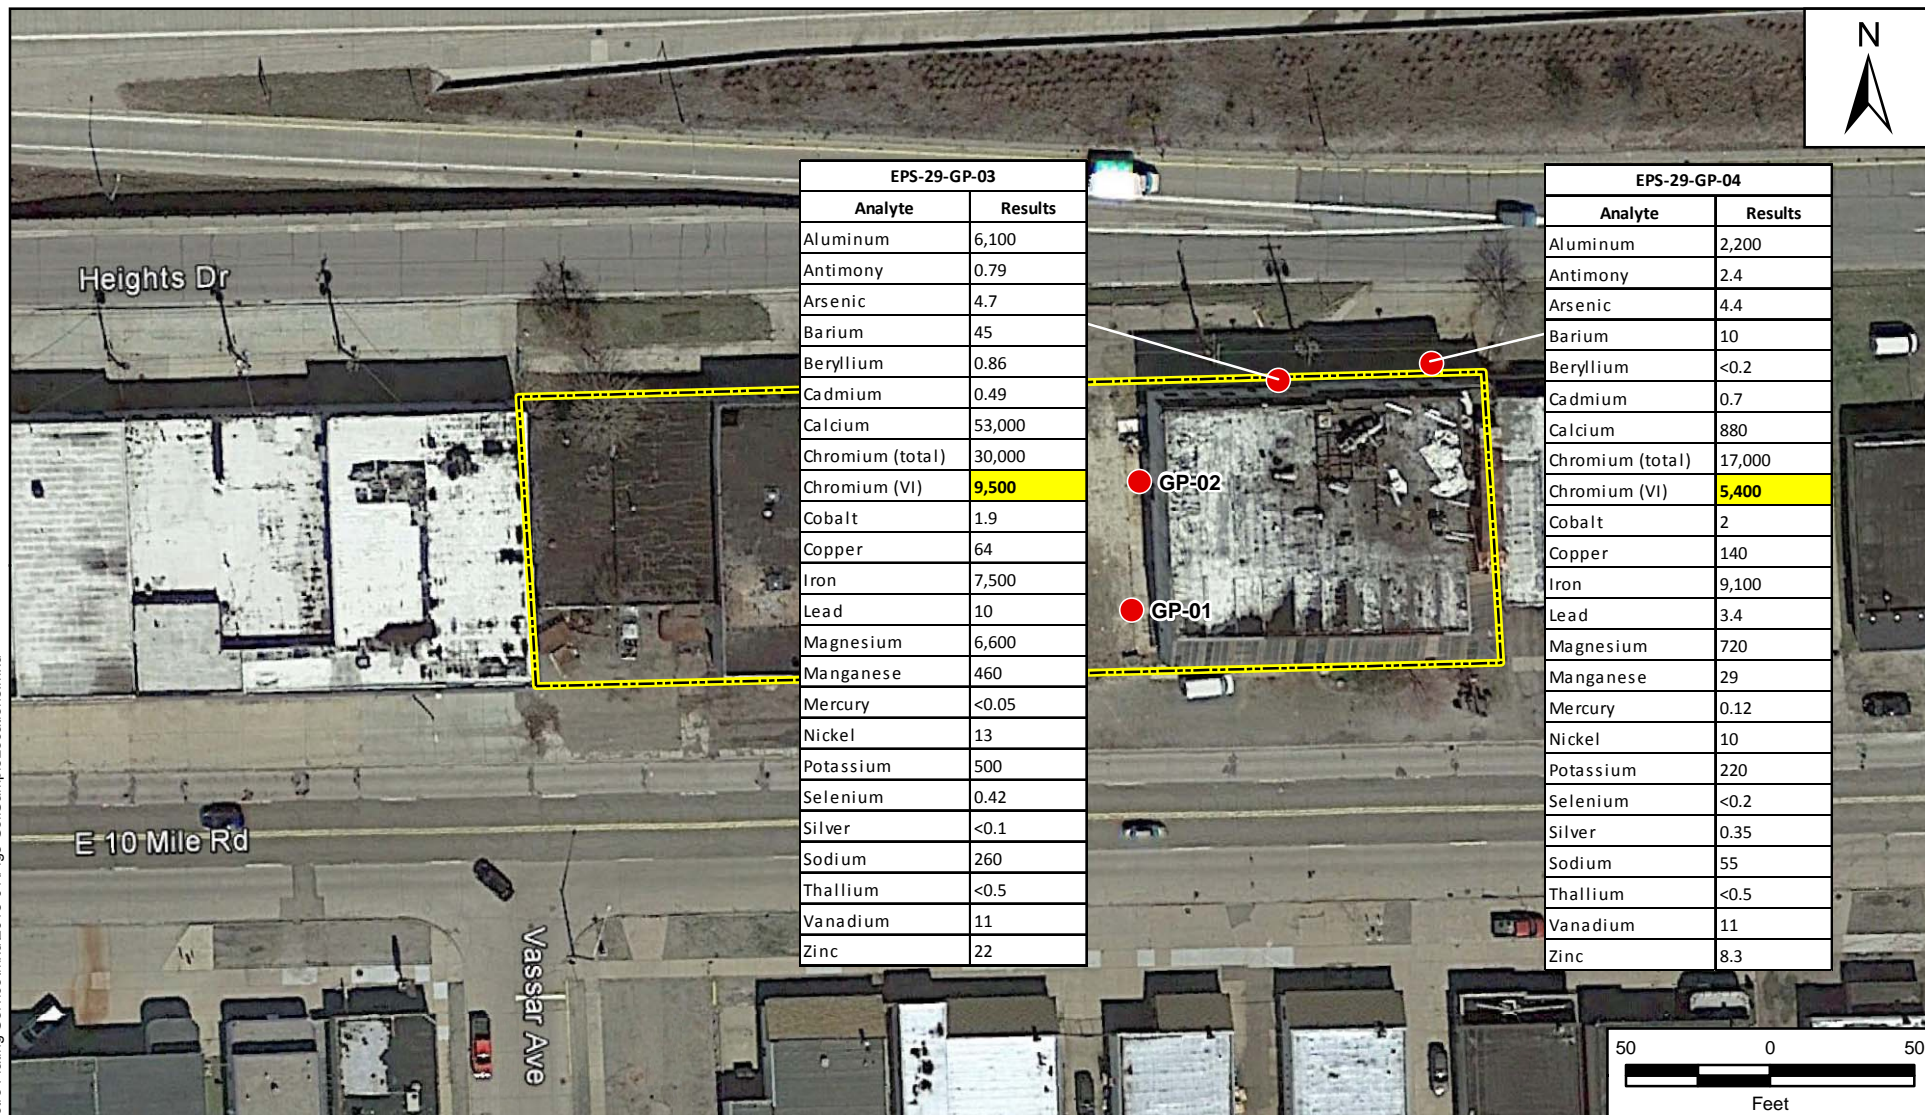 N
EPS-29-GP-03
Analyte Results
Aluminum 6,100
Antimony 0.79
Arsenic 4.7
Barium 45
Beryllium 0.86
Cadmium 0.49
Calcium 53,000
Chromium (total) 30,000
Chromium (VI) 9,500
Cobalt 1.9
Copper 64
Iron 7,500
Lead 10
Magnesium 6,600
Manganese 460
Mercury <0.05
Nickel 13
Potassium 500
Selenium 0.42
Silver <0.1
Sodium 260
Thallium <0.5
Vanadium 11
Zinc 22
EPS-29-GP-04
Analyte Results
Aluminum 2,200
Antimony 2.4
Arsenic 4.4
Barium 10
Beryllium <0.2
Cadmium 0.7
Calcium 880
Chromium (total) 17,000
Chromium (VI) 5,400
Cobalt 2
Copper 140
Iron 9,100
Lead 3.4
Magnesium 720
Manganese 29
Mercury 0.12
Nickel 10
Potassium 220
Selenium <0.2
Silver 0.35
Sodium 55
Thallium <0.5
Vanadium 11
Zinc 8.3
Heights Dr
GP-02
GP-01
E 10 Mile Rd
Vassar Ave
50 0 50
Feet